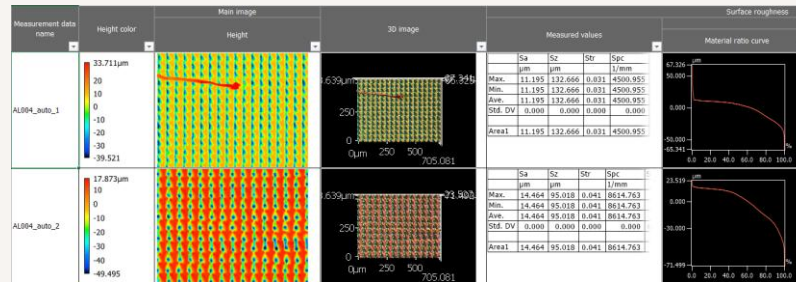 Main image
Surface roughness
Measurement data name
Height color
Height
3D image
Measured values
Material ratio curve
AL004_auto_1
33.711μm
20
10
0
-10
-20
-30
-39.521
500
250
0μm
250
500
705.081
Sa Sz Str Spc
μm μm 1/mm
Max. 11.195 132.666 0.031 4500.955
Min. 11.195 132.666 0.031 4500.955
Ave. 11.195 132.666 0.031 4500.955
Std. DV 0.000 0.000 0.000 0.000
Area1 11.195 132.666 0.031 4500.955
μm
67.326
50.000
0.000
-50.000
-65.341
%
0.0 20.0 40.0 60.0 80.0 100.0
AL004_auto_2
17.873μm
10
0
-10
-20
-30
-49.495
500
250
0μm
250
500
705.081
Sa Sz Str Spc
μm μm 1/mm
Max. 14.464 95.018 0.041 8614.763
Min. 14.464 95.018 0.041 8614.763
Ave. 14.464 95.018 0.041 8614.763
Std. DV 0.000 0.000 0.000 0.000
Area1 14.464 95.018 0.041 8614.763
μm
23.519
0.000
-30.000
-71.499
%
0.0 20.0 40.0 60.0 80.0 100.0